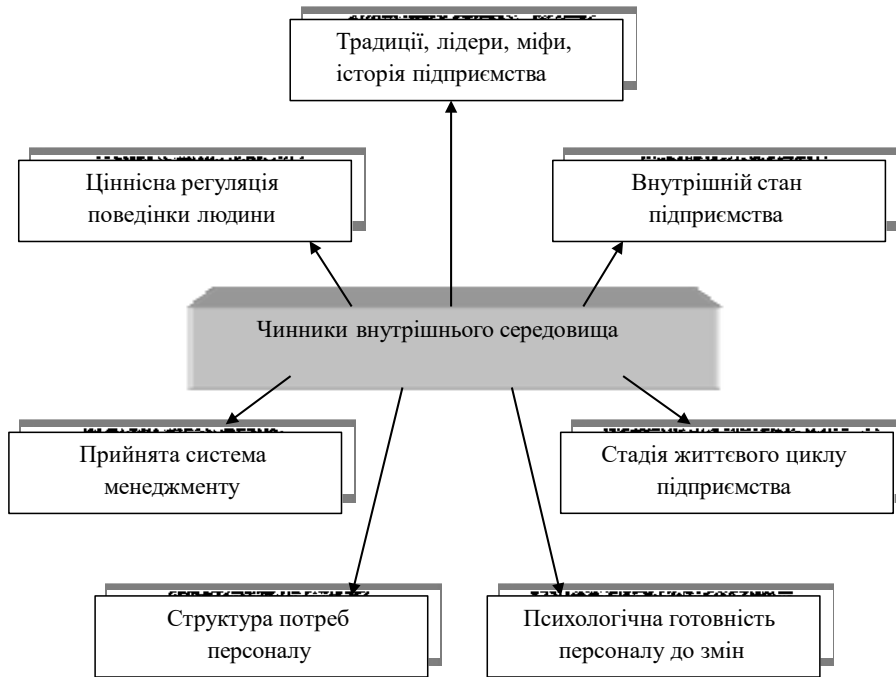 Традиції, лідери, міфи,
історія підприємства
Ціннісна регуляція
поведінки людини
Внутрішній стан
підприємства
Чинники внутрішнього середовища
Прийнята система
менеджменту
Стадія життєвого циклу
підприємства
Структура потреб
персоналу
Психологічна готовність
персоналу до змін